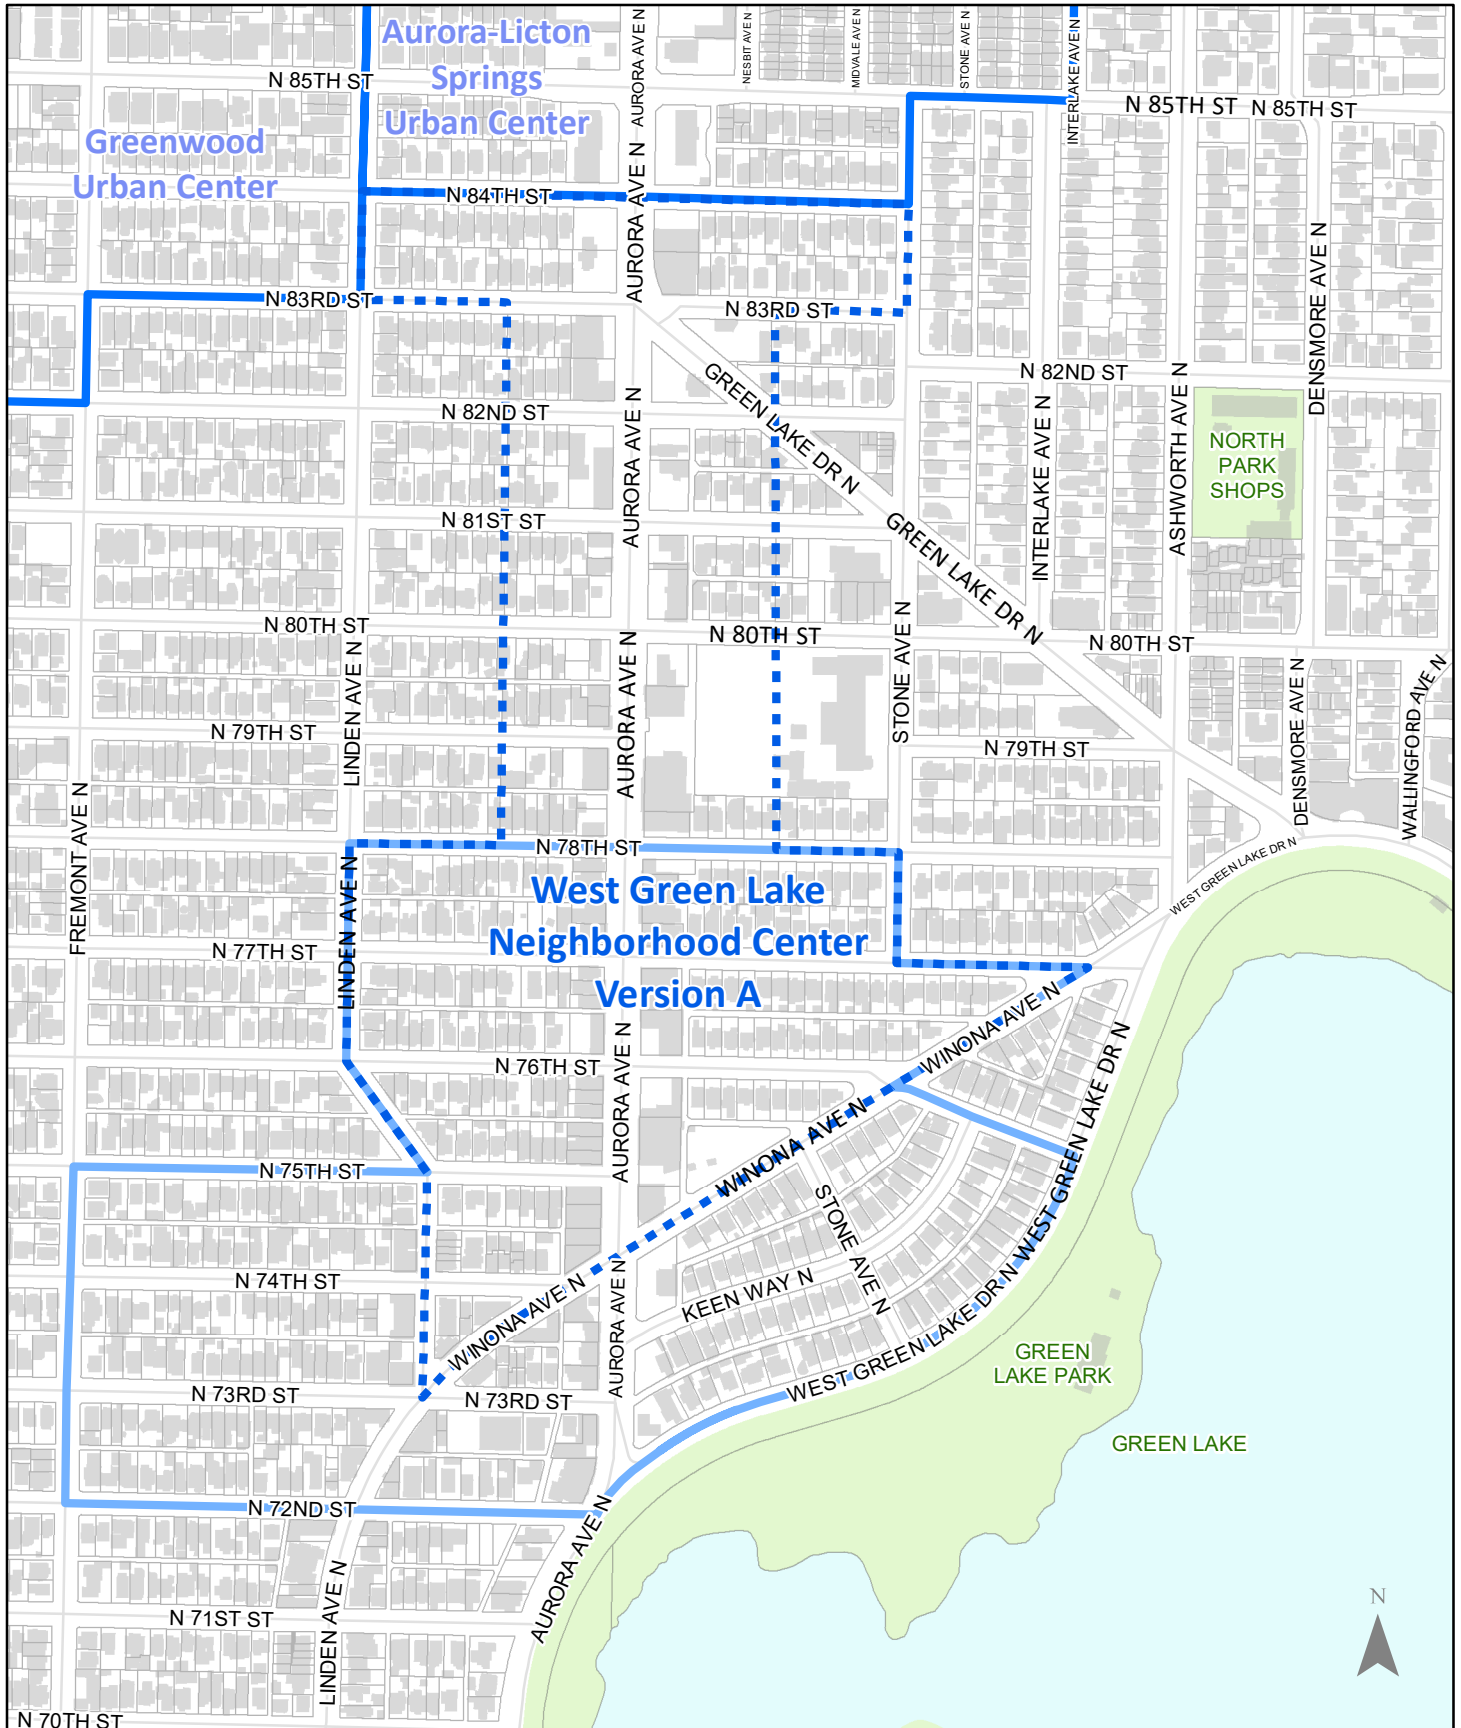 Aurora-Licton
Springs
Urban Center
Greenwood
Urban Center
AURORA AVE N
AURORA AVE N
NESBIT AVE N
MIDVALE AVE N
STONE AVE N
INTERLAKE AVE N
N 85TH ST
N 85TH ST
N 85TH ST
N 84TH ST
AURORA AVE N
N 83RD ST
N 83RD ST
DENSMORE AVE N
N 82ND ST
N 82ND ST
GREEN LAKE DR N
AURORA AVE N
INTERLAKE AVE N
ASHWORTH AVE N
NORTH
PARK
SHOPS
N 81ST ST
GREEN LAKE DR N
N 80TH ST
N 80TH ST
N 80TH ST
LINDEN AVE N
AURORA AVE N
STONE AVE N
DENSMORE AVE N
WALLINGFORD AVE N
N 79TH ST
N 79TH ST
FREMONT AVE N
N 78TH ST
WEST GREEN LAKE DR N
LINDEN AVE N
West Green Lake
Neighborhood Center
Version A
N 77TH ST
WINONA AVE N
N 76TH ST
AURORA AVE N
WEST GREEN LAKE DR N
WINONA AVE N
N 75TH ST
STONE AVE N
N 74TH ST
KEEN WAY N
WINONA AVE N
AURORA AVE N
WEST GREEN LAKE DR N
GREEN
LAKE PARK
N 73RD ST
N 73RD ST
GREEN LAKE
N 72ND ST
AURORA AVE N
LINDEN AVE N
N 71ST ST
N
N 70TH ST